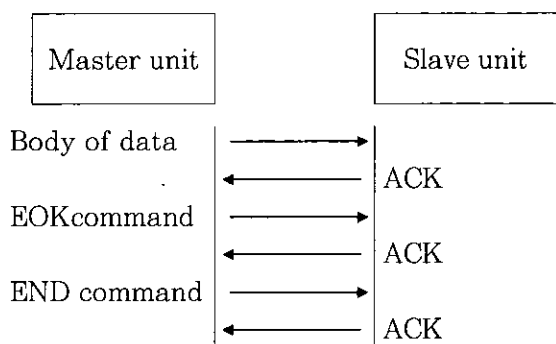 Master unit
Slave unit
Body of data
ACK
EOKcommand
ACK
END command
ACK